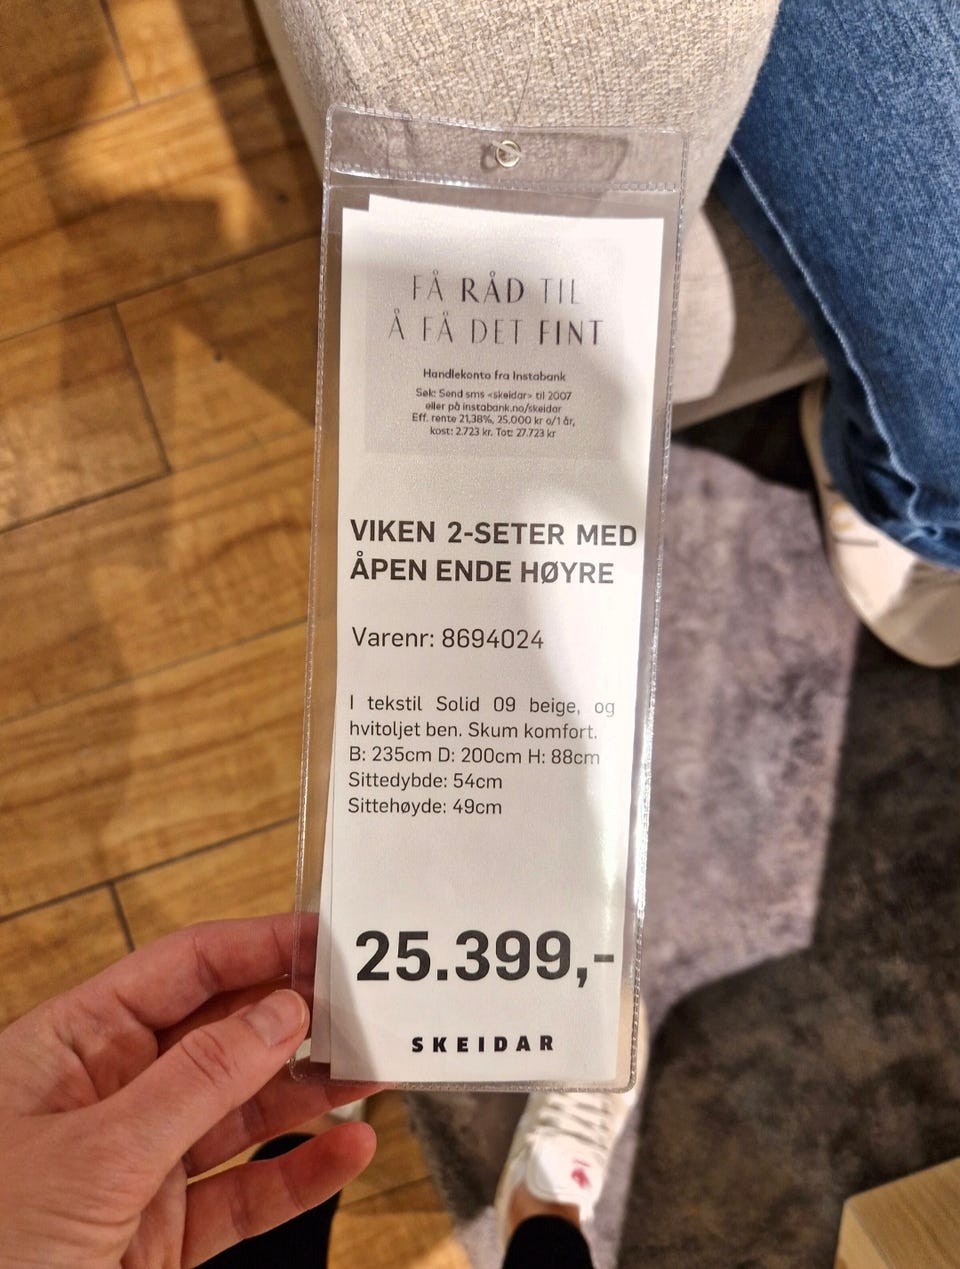 FÅ RÅD TIL
Å FÅ DET FINT
Handlekonto fra Instabank
Søk: Send sms <skeidar> til 2007
eller på instabank.no/skeidar
Eff. rente 21,38%, 25.000 kr o/1 år,
kost: 2.723 kr. Tot: 27.723 kr
VIKEN 2-SETER MED
ÅPEN ENDE HØYRE
Varenr: 8694024
I tekstil Solid 09 beige, og
hvitoljet ben. Skum komfort.
B: 235cm D: 200cm H: 88cm
Sittedybde: 54cm
Sittehøyde: 49cm
25.399,-
SKEIDAR